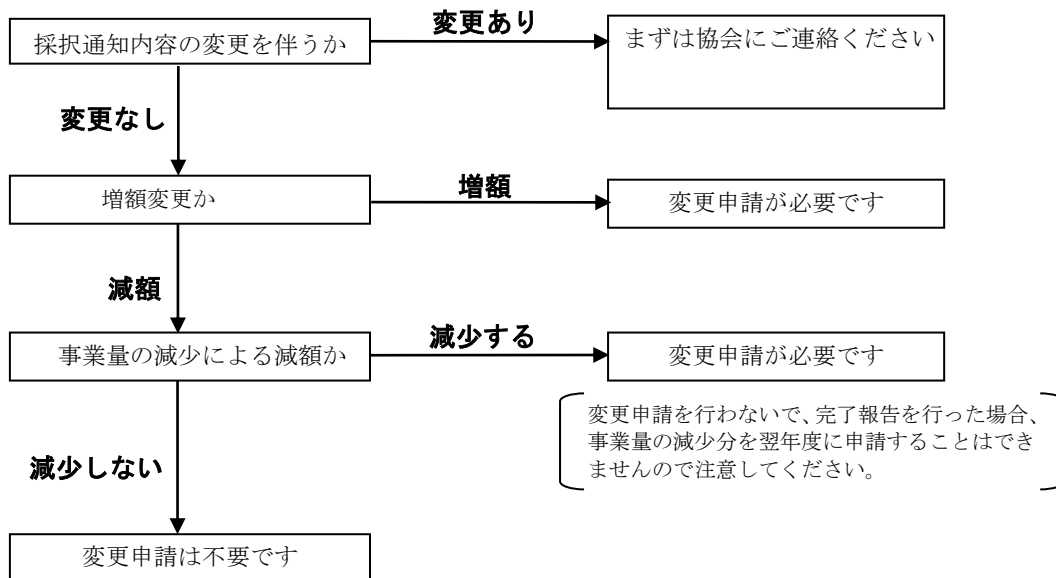 変更あり
採択通知内容の変更を伴うか
まずは協会にご連絡ください
変更なし
増額変更か
増額
変更申請が必要です
減額
事業量の減少による減額か
減少する
変更申請が必要です
変更申請を行わないで、完了報告を行った場合、
事業量の減少分を翌年度に申請することはでき
ませんので注意してください。
減少しない
変更申請は不要です